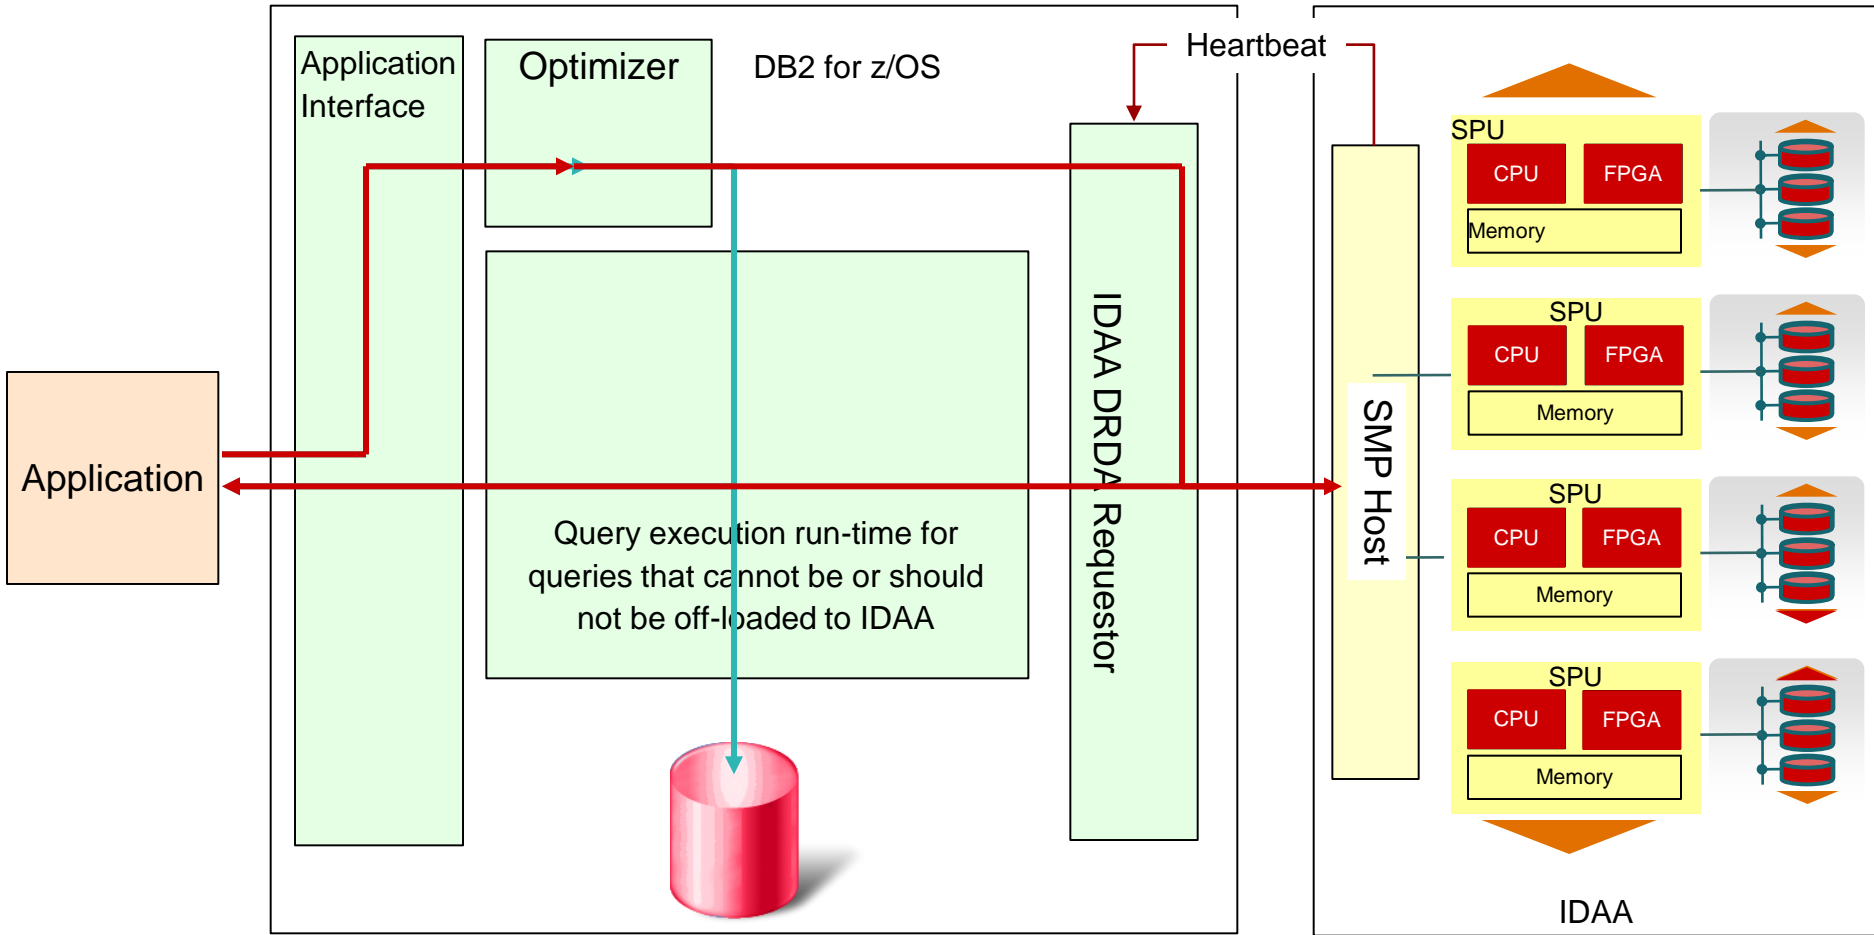 Application
Interface
Optimizer
DB2 for z/OS
Heartbeat
Application
Query execution run-time for
queries that cannot be or should
not be off-loaded to IDAA
IDAA DRDA Requestor
SMP Host
SPU
CPU
FPGA
Memory
SPU
CPU
FPGA
Memory
SPU
CPU
FPGA
Memory
SPU
CPU
FPGA
Memory
IDAA